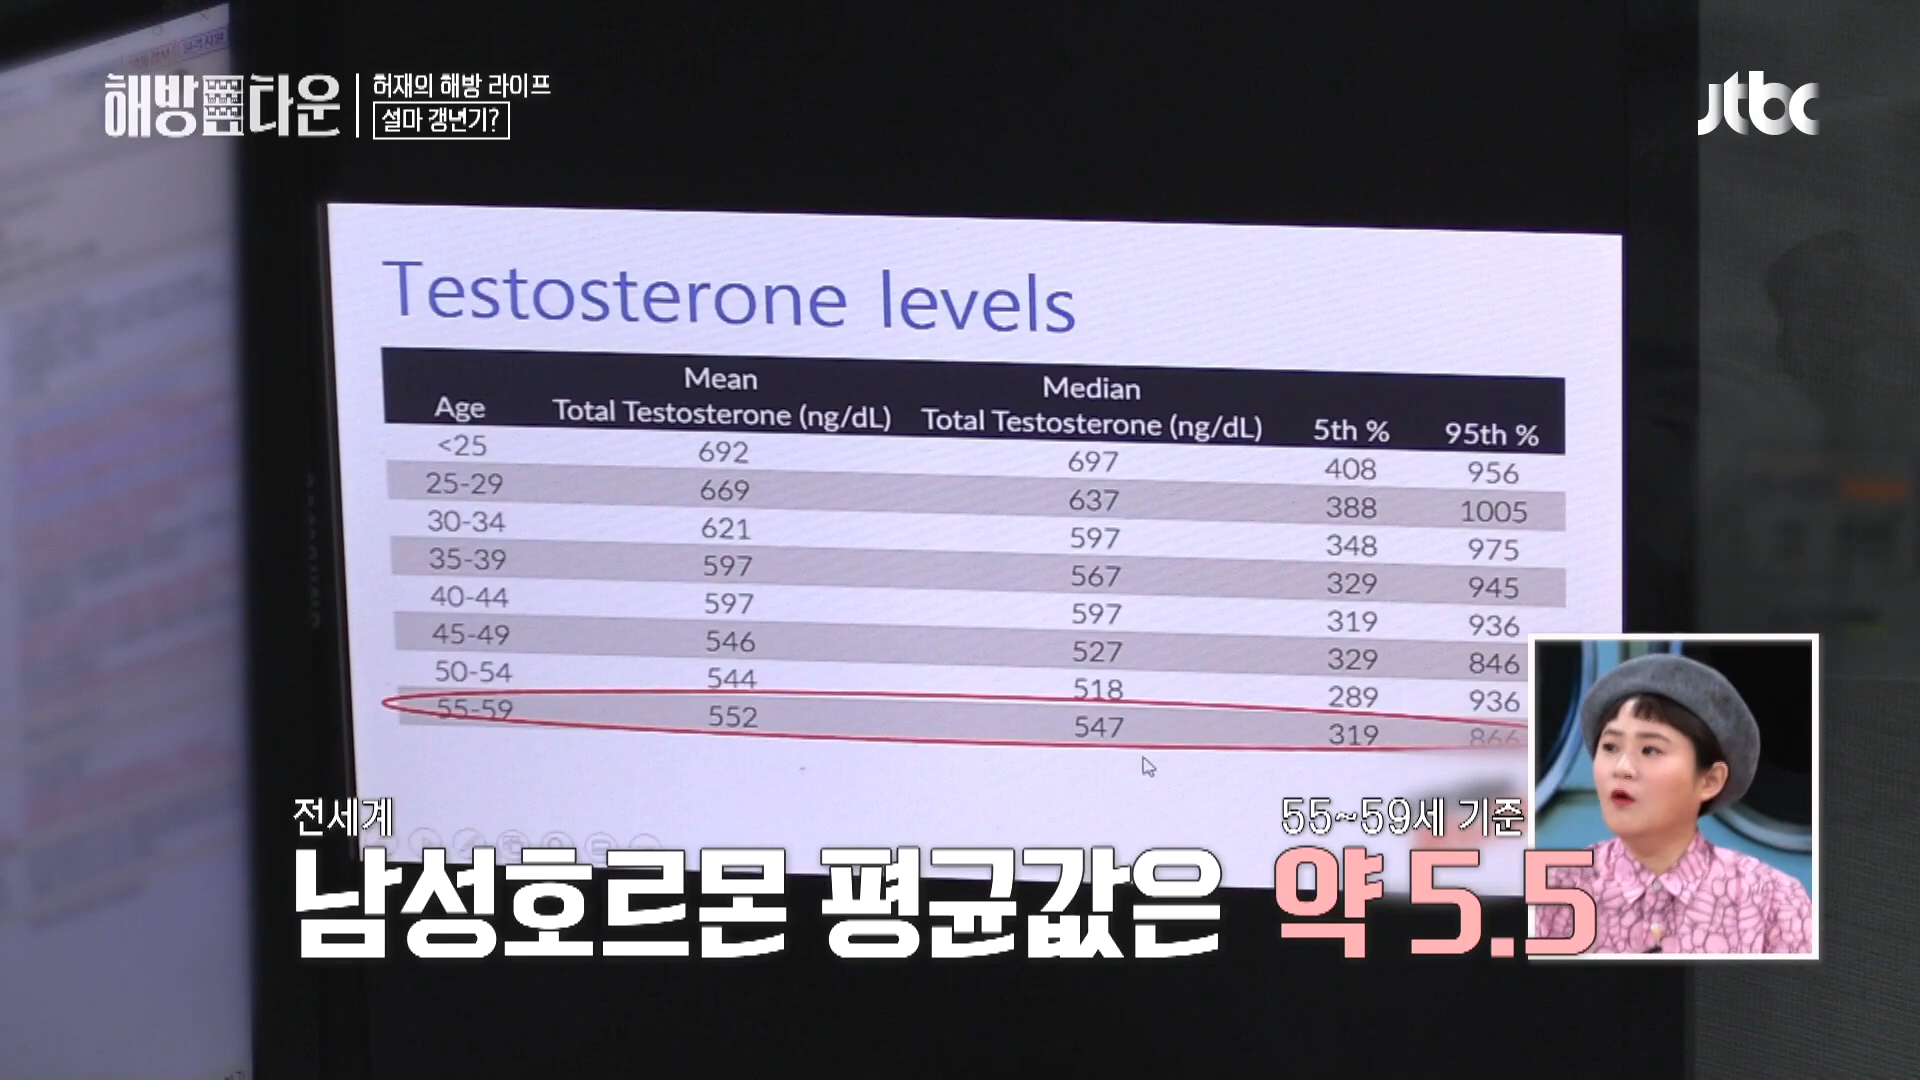 해방타운
허재의 해방 라이프
설마 갱년기?
jtbc
Testosterone levels
Age Mean Total Testosterone (ng/dL) Median Total Testosterone (ng/dL) 5th % 95th %
<25 692 697 408 956
25-29 669 637 388 1005
30-34 621 597 348 975
35-39 597 567 329 945
40-44 597 597 319 936
45-49 546 527 329 846
50-54 544 518 289 936
55-59 552 547 319 866
전세계 55~59세 기준
남성호르몬 평균값은 약 5.5